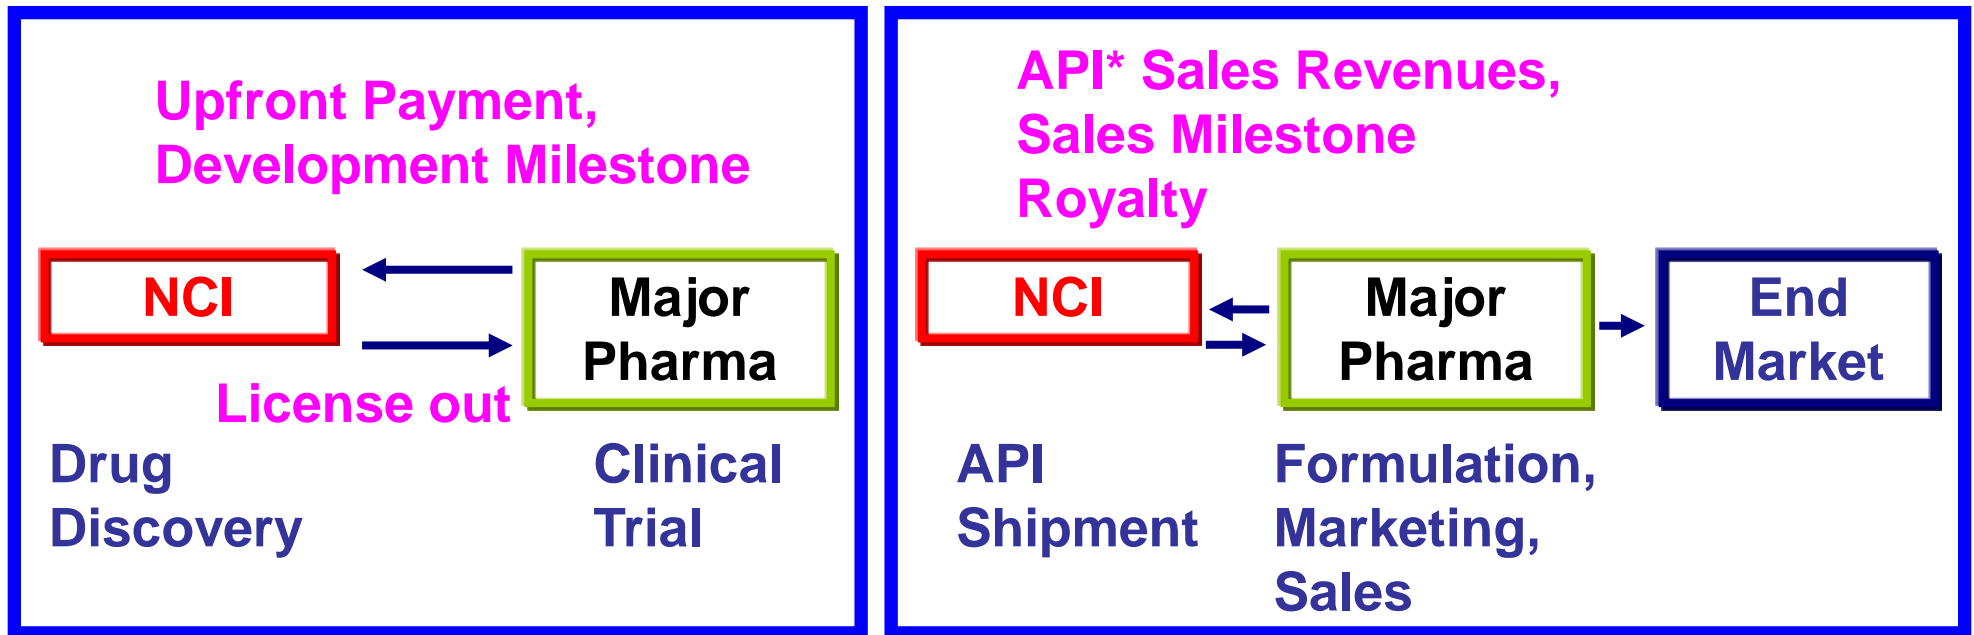 Upfront Payment,
Development Milestone
NCI
Major
Pharma
License out
Drug
Discovery
Clinical
Trial
API* Sales Revenues,
Sales Milestone
Royalty
NCI
Major
Pharma
End
Market
API
Shipment
Formulation,
Marketing,
Sales